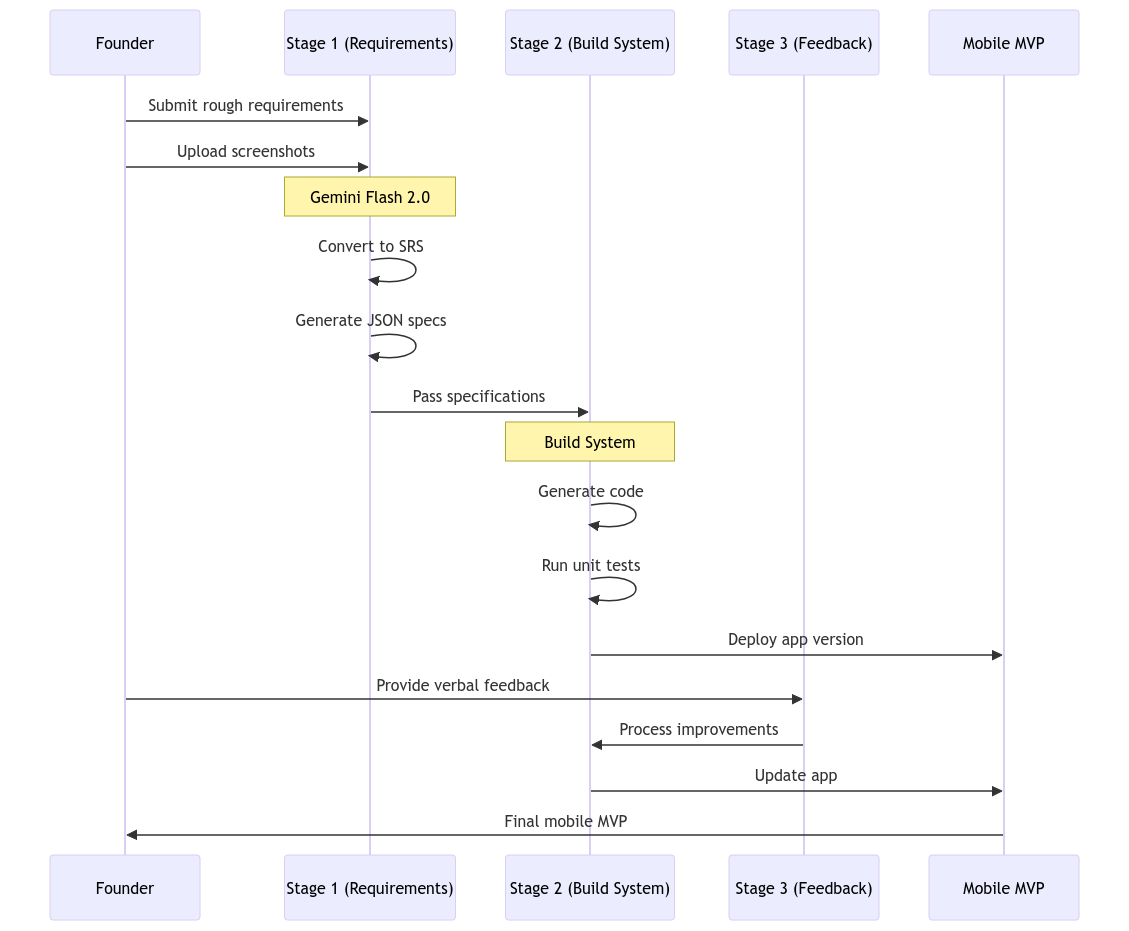 Founder
Stage 1 (Requirements)
Stage 2 (Build System)
Stage 3 (Feedback)
Mobile MVP
Submit rough requirements
Upload screenshots
Gemini Flash 2.0
Convert to SRS
Generate JSON specs
Pass specifications
Build System
Generate code
Run unit tests
Deploy app version
Provide verbal feedback
Process improvements
Update app
Final mobile MVP
Founder
Stage 1 (Requirements)
Stage 2 (Build System)
Stage 3 (Feedback)
Mobile MVP